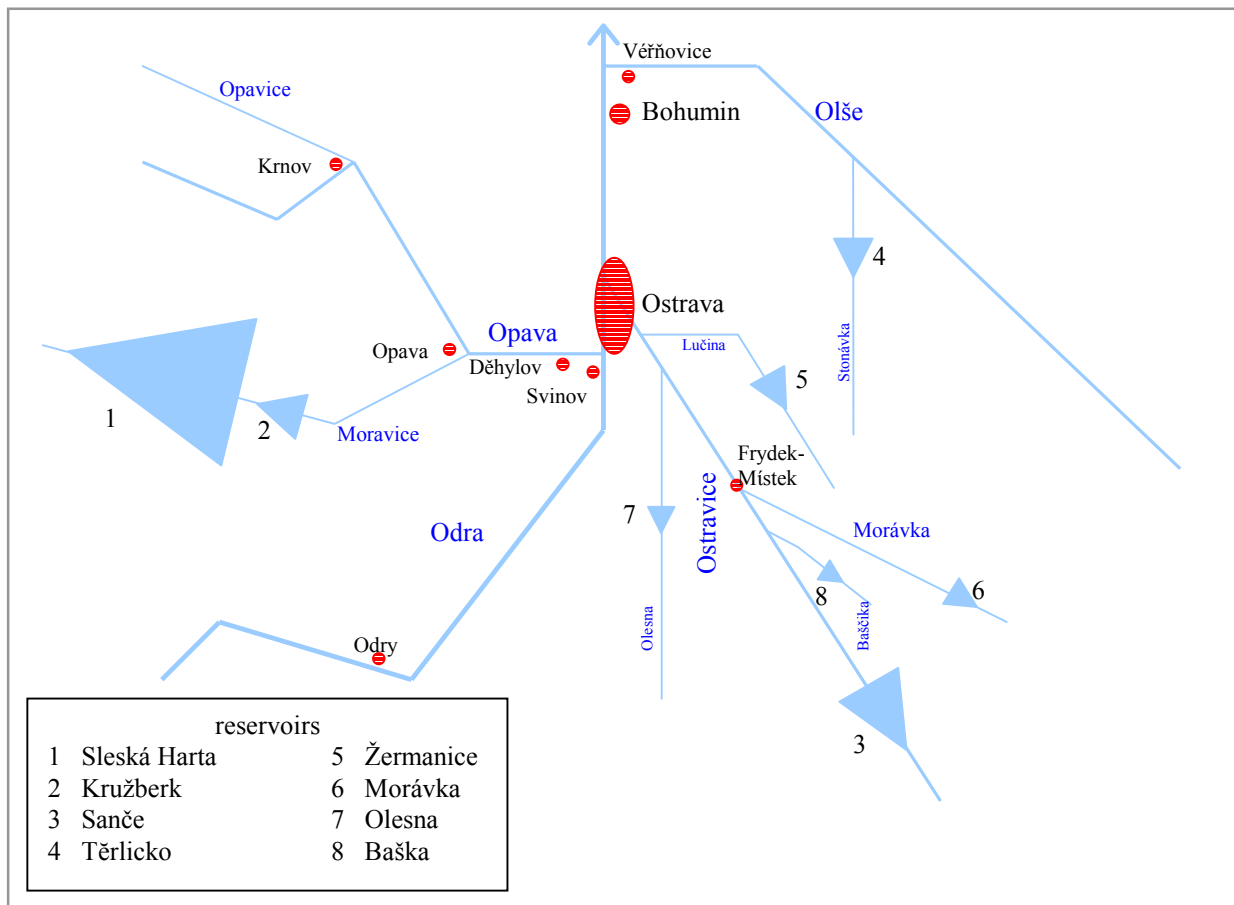 Véřňovice
Opavice
Bohumin
Olše
Krnov
4
Ostrava
Opava
Lučina
Stonávka
Opava
Děhylov
Svinov
5
1
2
Moravice
Frydek-
Místek
7
Ostravice
Morávka
Odra
6
8
Baščika
Olesna
Odry
3
reservoirs
1 Sleská Harta
2 Kružberk
3 Sanče
4 Tĕrlicko
5 Žermanice
6 Morávka
7 Olesna
8 Baška